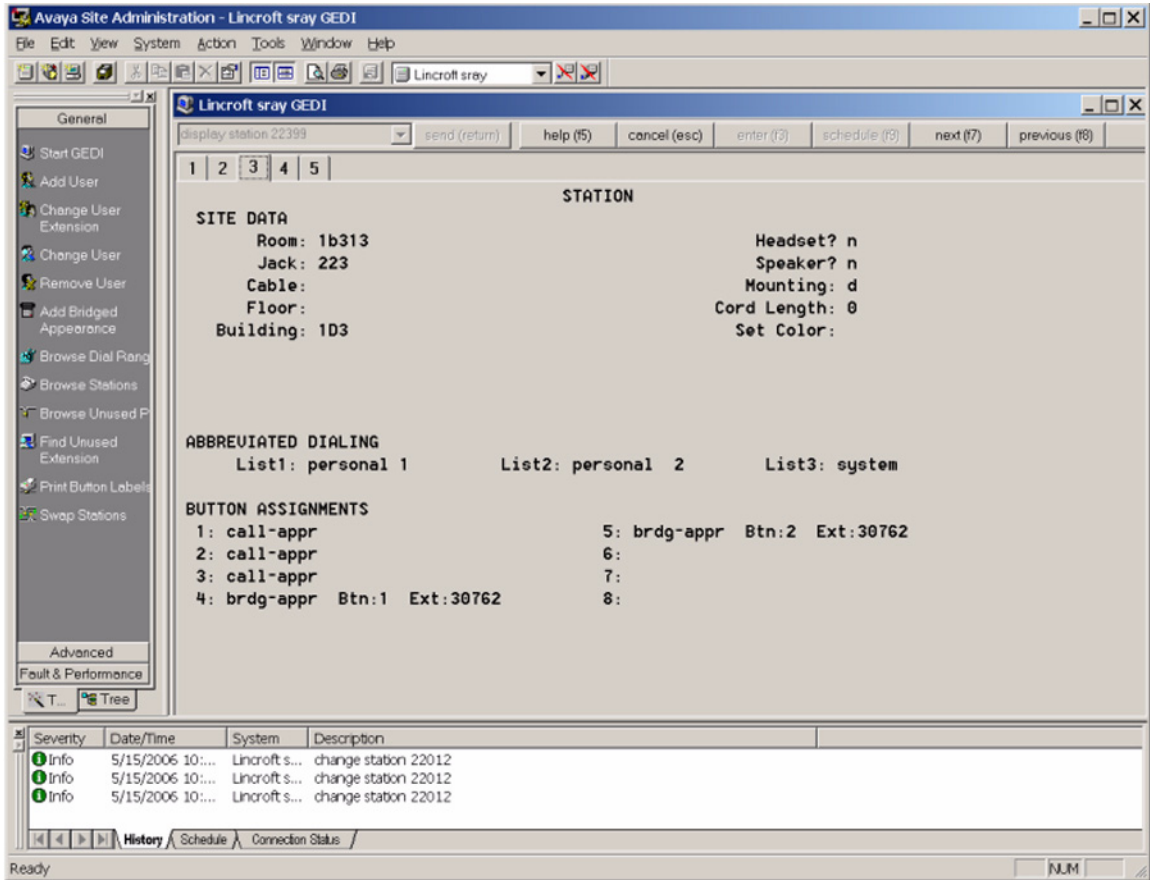 Avaya Site Administration - Lincroft sray GEDI
File Edit View System Action Tools Window Help
Lincroft sray
General
Start GEDI
Add User
Change User
Extension
Change User
Remove User
Add Bridged
Appearance
Browse Dial Rang
Browse Stations
Browse Unused P
Find Unused
Extension
Print Button Labels
Swap Stations
Advanced
Fault & Performance
T... Tree
Lincroft sray GEDI
display station 22399 send (return) help (f5) cancel (esc) enter (f3) schedule (f9) next (f7) previous (f8)
1 2 3 4 5
STATION
SITE DATA
Room: 1b313 Headset? n
Jack: 223 Speaker? n
Cable: Mounting: d
Floor: Cord Length: 0
Building: 1D3 Set Color:
ABBREVIATED DIALING
List1: personal 1 List2: personal 2 List3: system
BUTTON ASSIGNMENTS
1: call-appr 5: brdg-appr Btn:2 Ext:30762
2: call-appr 6:
3: call-appr 7:
4: brdg-appr Btn:1 Ext:30762 8:
Severity Date/Time System Description
Info 5/15/2006 10:... Lincroft s... change station 22012
Info 5/15/2006 10:... Lincroft s... change station 22012
Info 5/15/2006 10:... Lincroft s... change station 22012
History Schedule Connection Status
Ready NUM